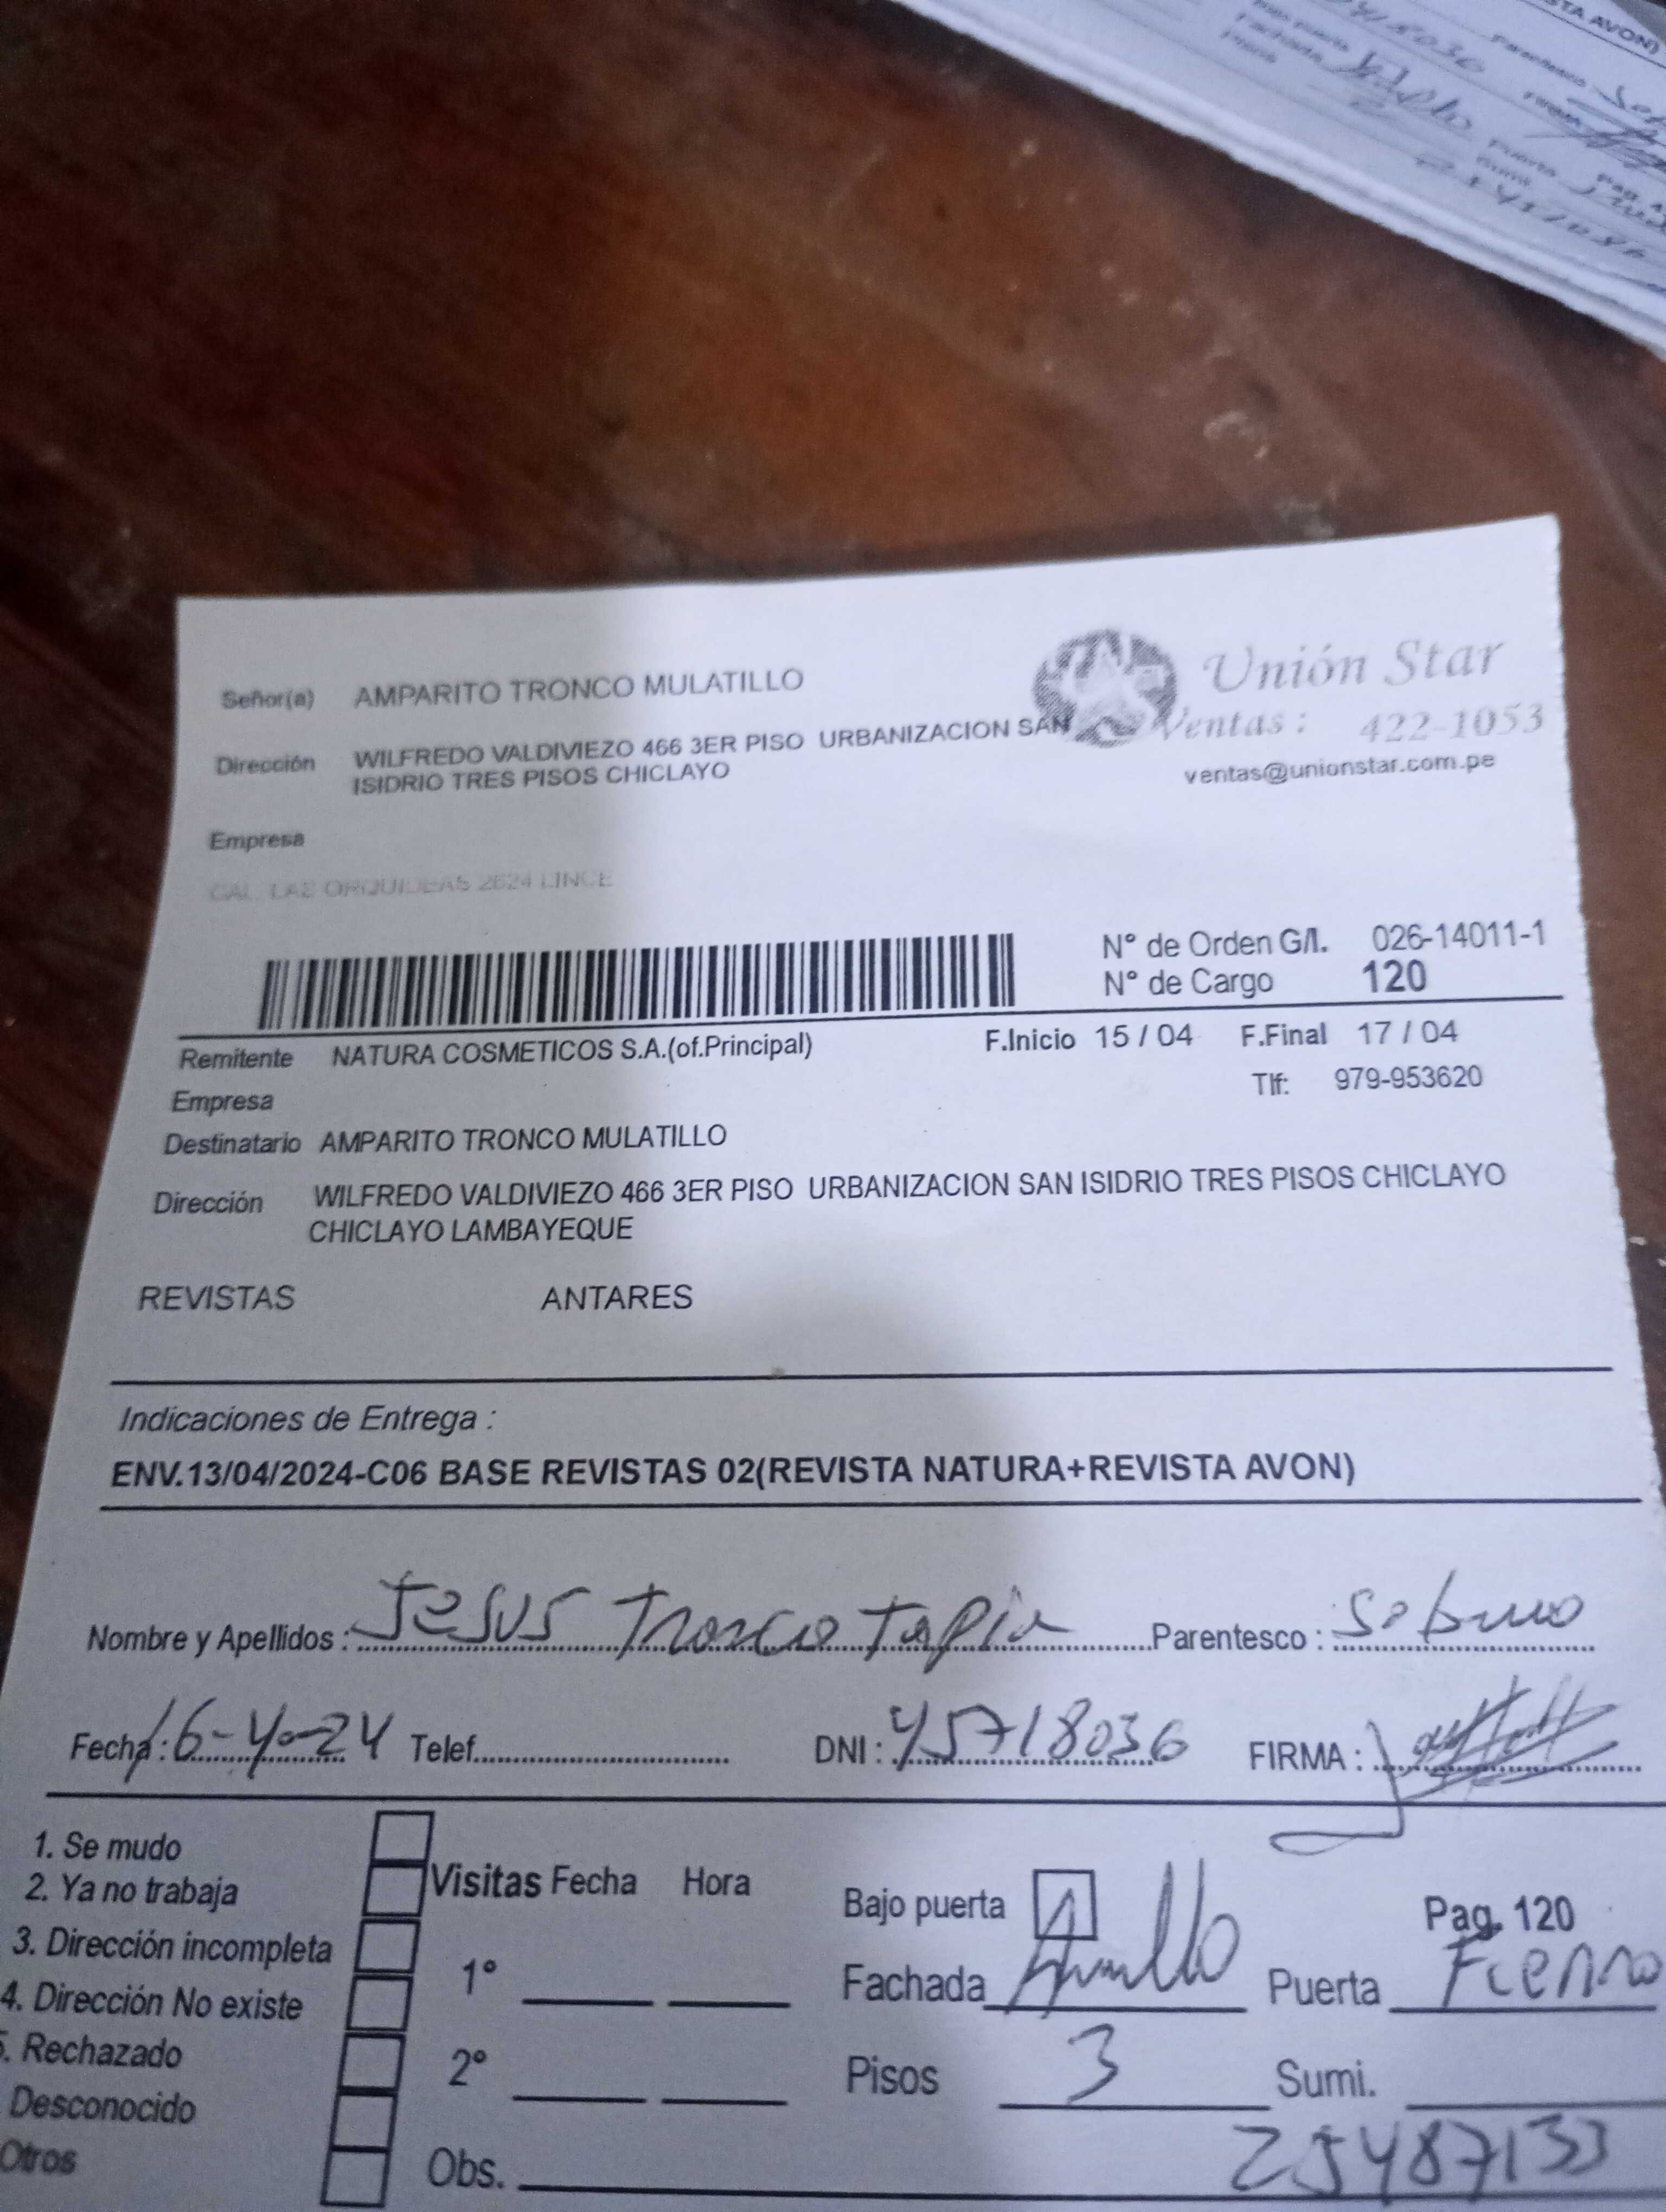 Señor(a) AMPARITO TRONCO MULATILLO
Unión Star
Ventas : 422-1053
ventas@unionstar.com.pe
Dirección WILFREDO VALDIVIEZO 466 3ER PISO URBANIZACION SAN
ISIDRIO TRES PISOS CHICLAYO
Empresa
CAL. LAS ORQUIDEAS 2624 LINCE
N° de Orden G/I. 026-14011-1
N° de Cargo 120
Remitente NATURA COSMETICOS S.A.(of.Principal) F.Inicio 15 / 04 F.Final 17 / 04
Empresa Tlf: 979-953620
Destinatario AMPARITO TRONCO MULATILLO
Dirección WILFREDO VALDIVIEZO 466 3ER PISO URBANIZACION SAN ISIDRIO TRES PISOS CHICLAYO
CHICLAYO LAMBAYEQUE
REVISTAS ANTARES
Indicaciones de Entrega :
ENV.13/04/2024-C06 BASE REVISTAS 02(REVISTA NATURA+REVISTA AVON)
Nombre y Apellidos : Jesus Tronco Tapia Parentesco : Sobrino
Fecha : 16-4-24 Telef. DNI : 45718036 FIRMA :
1. Se mudo
2. Ya no trabaja
3. Dirección incompleta
4. Dirección No existe
5. Rechazado
Desconocido
Otros
Visitas Fecha Hora
1°
2°
Obs.
Bajo puerta Pag. 120
Fachada Puerta Fierro
Pisos 3 Sumi.
25487133